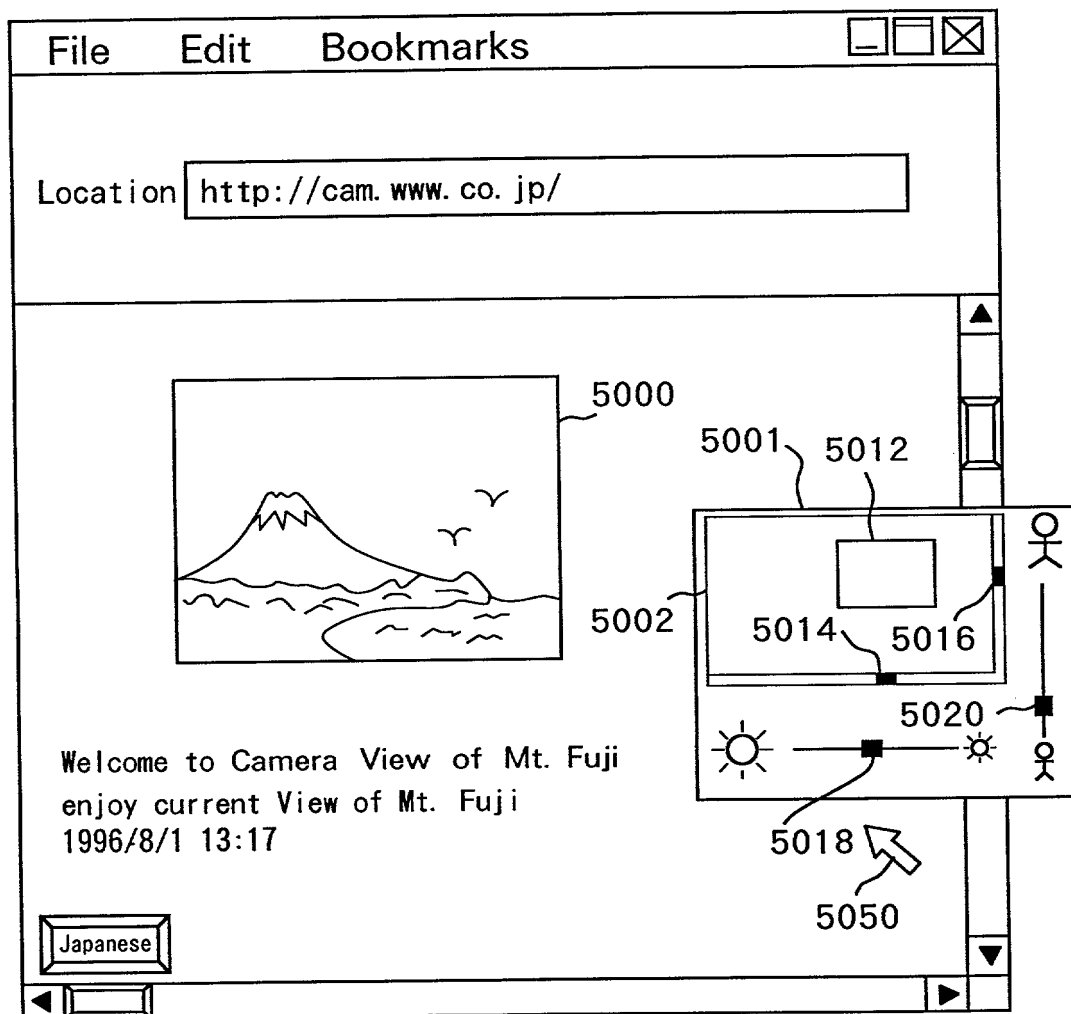 File Edit Bookmarks
Location http://cam.www.co.jp/
5000
5001 5012
5002 5014 5016
5020
Welcome to Camera View of Mt. Fuji
enjoy current View of Mt. Fuji
1996/8/1 13:17
5018
5050
Japanese